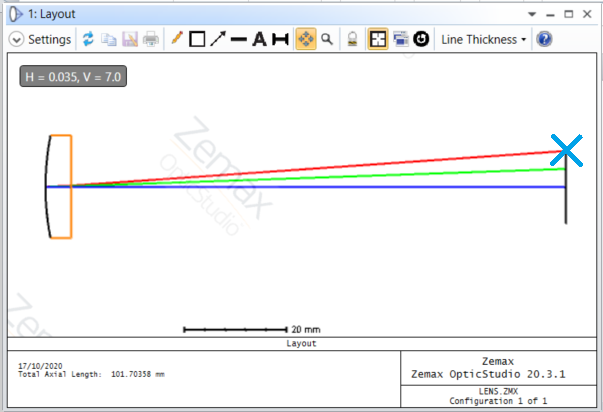 1: Layout
Settings
Line Thickness
H = 0.035, V = 7.0
Zemax
OpticStudio
Zemax
20 mm
Layout
17/10/2020
Total Axial Length: 101.70358 mm
Zemax
Zemax OpticStudio 20.3.1
LENS.ZMX
Configuration 1 of 1